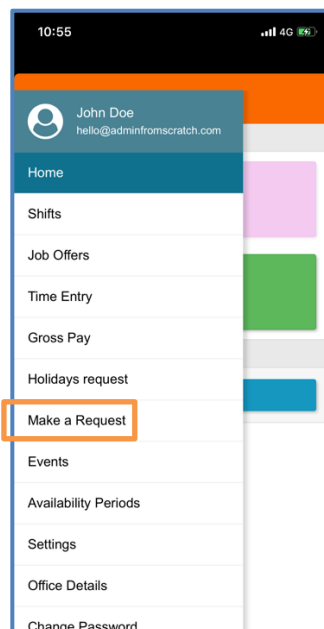 10:55
4G
John Doe
hello@adminfromscratch.com
Home
Shifts
Job Offers
Time Entry
Gross Pay
Holidays request
Make a Request
Events
Availability Periods
Settings
Office Details
Change Password